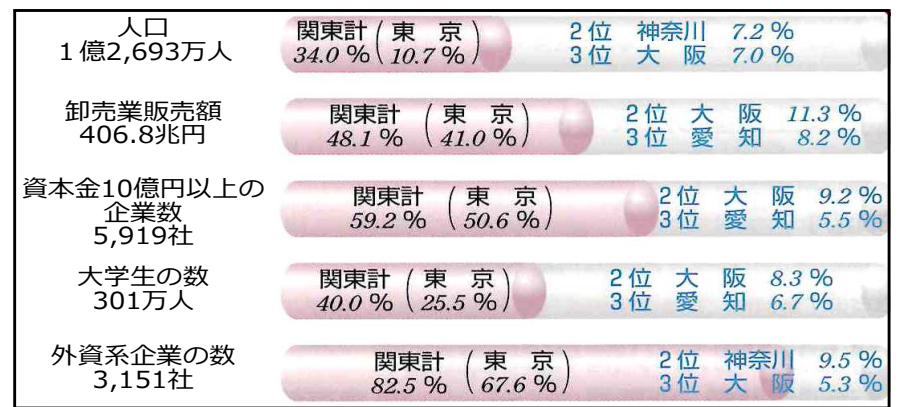 人口
1億2,693万人
関東計(東 京)
34.0 % (10.7 %)
2位 神奈川 7.2 %
3位 大 阪 7.0 %
卸売業販売額
406.8兆円
関東計(東 京)
48.1 % (41.0 %)
2位 大 阪 11.3 %
3位 愛 知 8.2 %
資本金10億円以上の
企業数
5,919社
関東計(東 京)
59.2 % (50.6 %)
2位 大 阪 9.2 %
3位 愛 知 5.5 %
大学生の数
301万人
関東計(東 京)
40.0 % (25.5 %)
2位 大 阪 8.3 %
3位 愛 知 6.7 %
外資系企業の数
3,151社
関東計(東 京)
82.5 % (67.6 %)
2位 神奈川 9.5 %
3位 大 阪 5.3 %